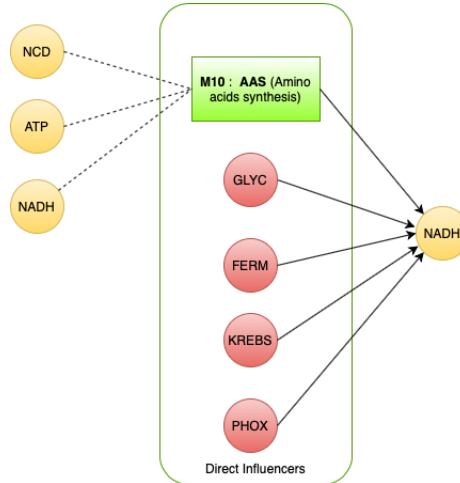 NCD
M10 : AAS (Amino
acids synthesis)
ATP
GLYC
NADH
NADH
FERM
KREBS
PHOX
Direct Influencers